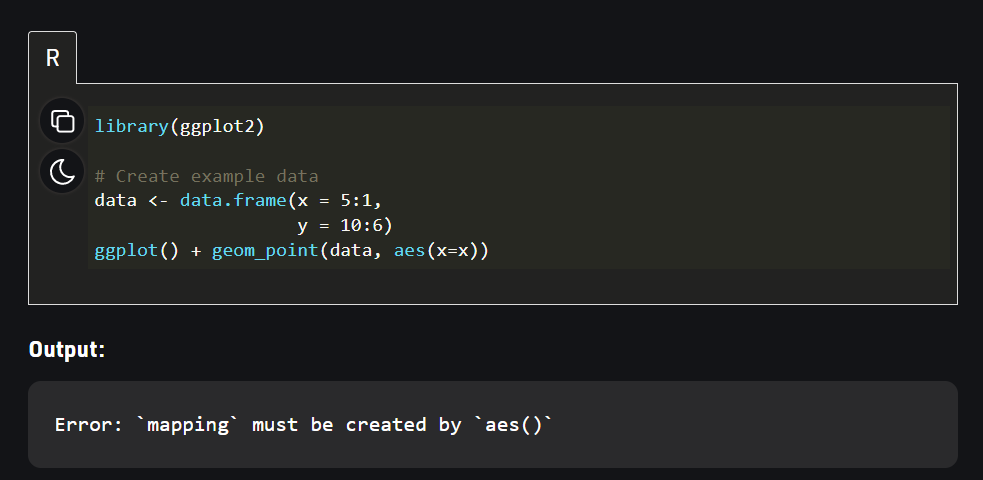 R
library(ggplot2)
# Create example data
data <- data.frame(x = 5:1,
                   y = 10:6)
ggplot() + geom_point(data, aes(x=x))
Output:
Error: `mapping` must be created by `aes()`